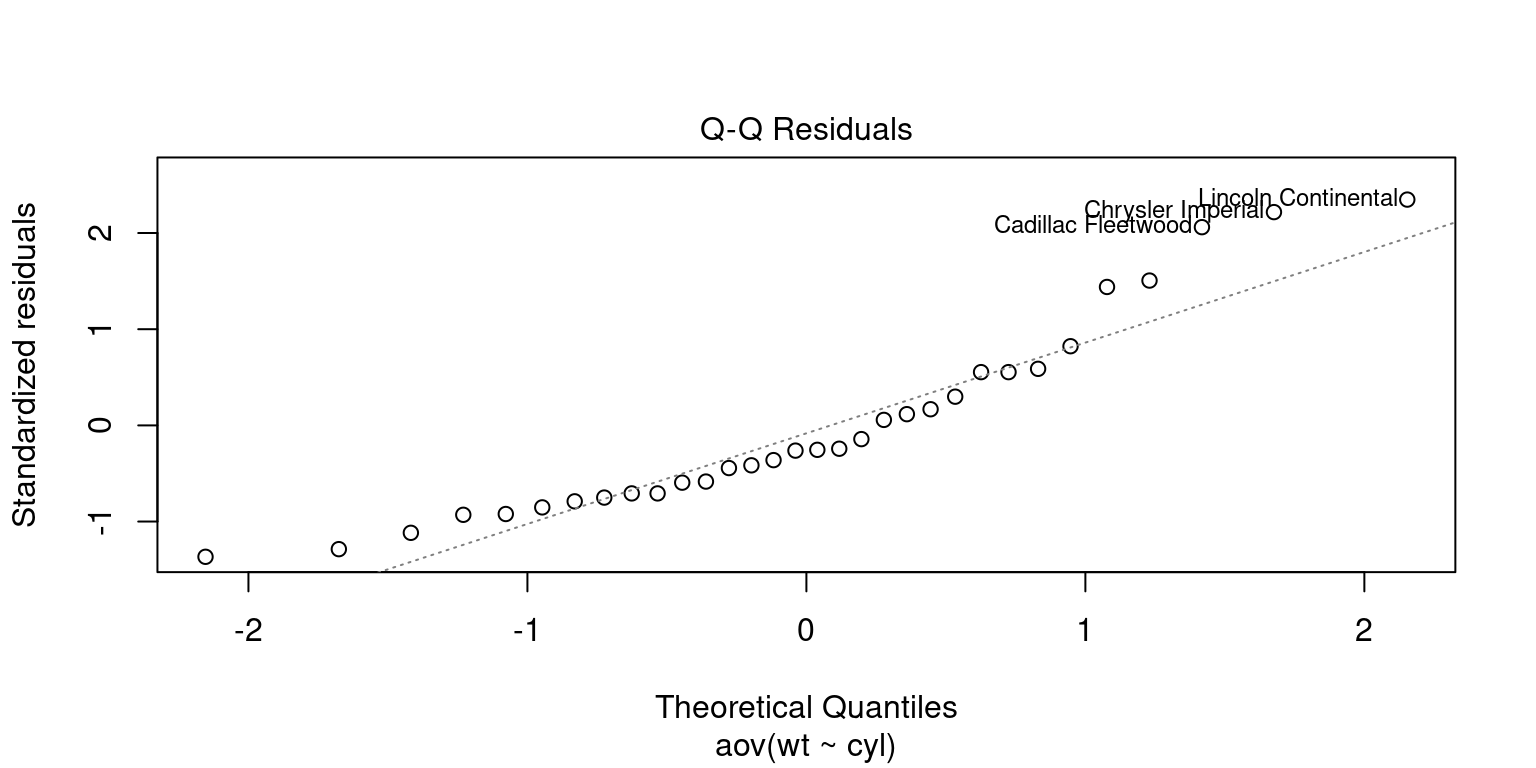 Q-Q Residuals
Standardized residuals
2
1
0
-1
Lincoln Continental
Chrysler Imperial
Cadillac Fleetwood
-2
-1
0
1
2
Theoretical Quantiles
aov(wt ~ cyl)